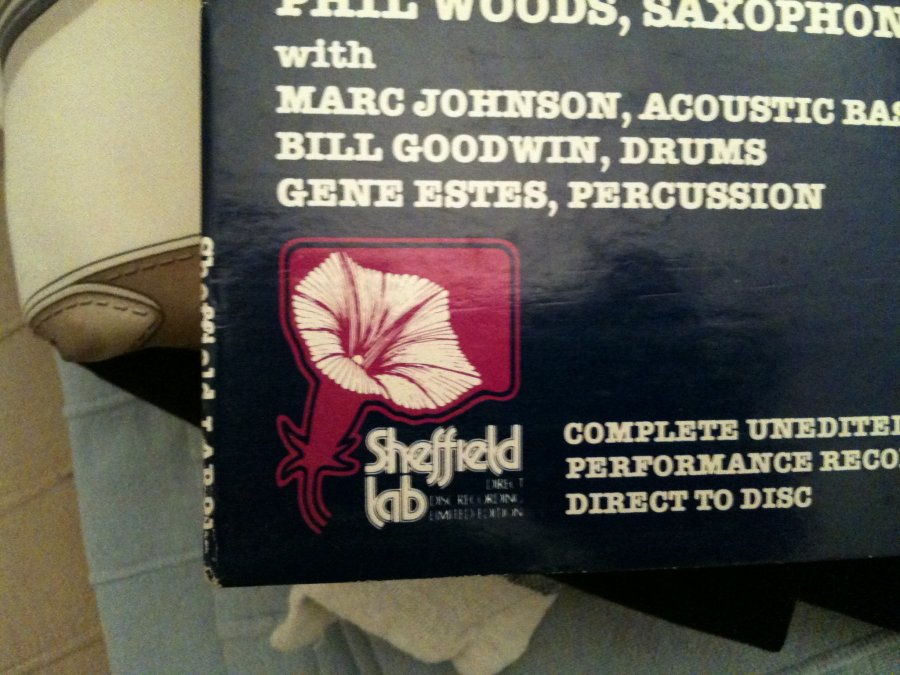 PHIL WOODS, SAXOPHON
with
MARC JOHNSON, ACOUSTIC BAS
BILL GOODWIN, DRUMS
GENE ESTES, PERCUSSION
Sheffield
lab
DIRECT
DISC RECORDING
LIMITED EDITION
COMPLETE UNEDITED
PERFORMANCE RECO
DIRECT TO DISC